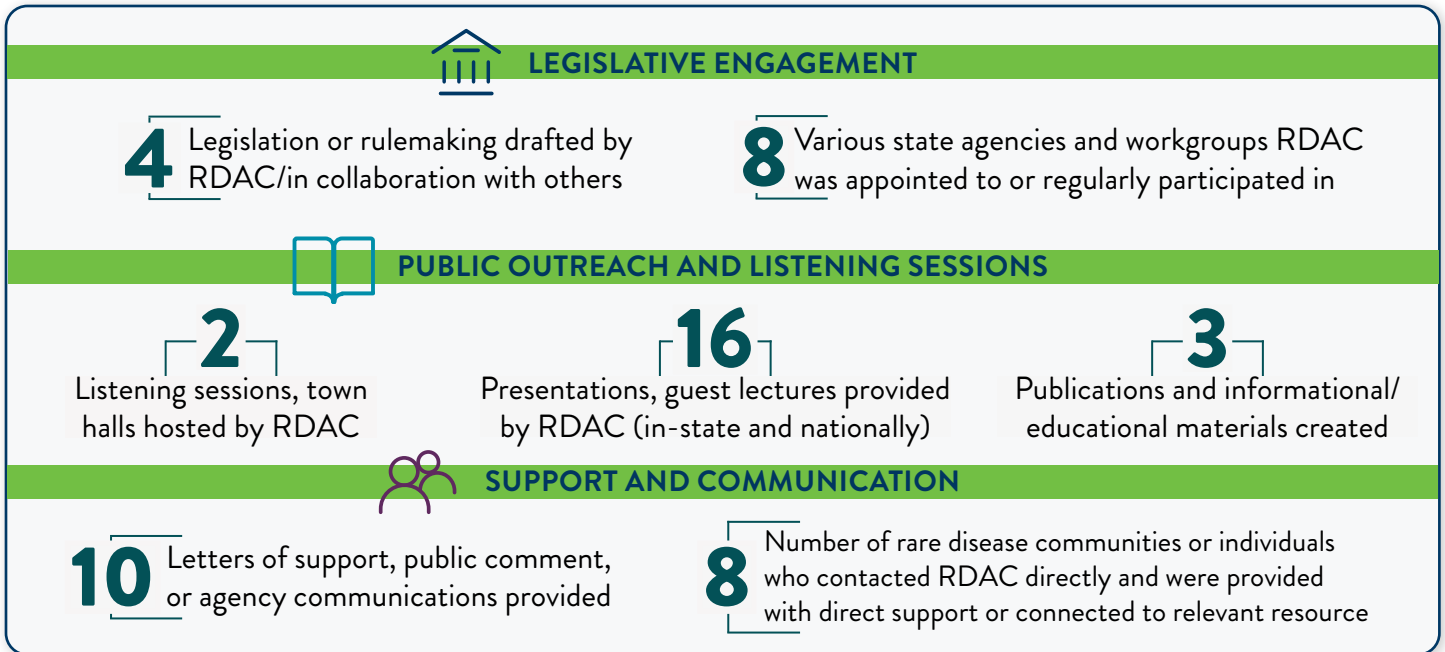 LEGISLATIVE ENGAGEMENT
4
Legislation or rulemaking drafted by
RDAC/in collaboration with others
8
Various state agencies and workgroups RDAC
was appointed to or regularly participated in
PUBLIC OUTREACH AND LISTENING SESSIONS
2
Listening sessions, town
halls hosted by RDAC
16
Presentations, guest lectures provided
by RDAC (in-state and nationally)
3
Publications and informational/
educational materials created
SUPPORT AND COMMUNICATION
10
Letters of support, public comment,
or agency communications provided
8
Number of rare disease communities or individuals
who contacted RDAC directly and were provided
with direct support or connected to relevant resource